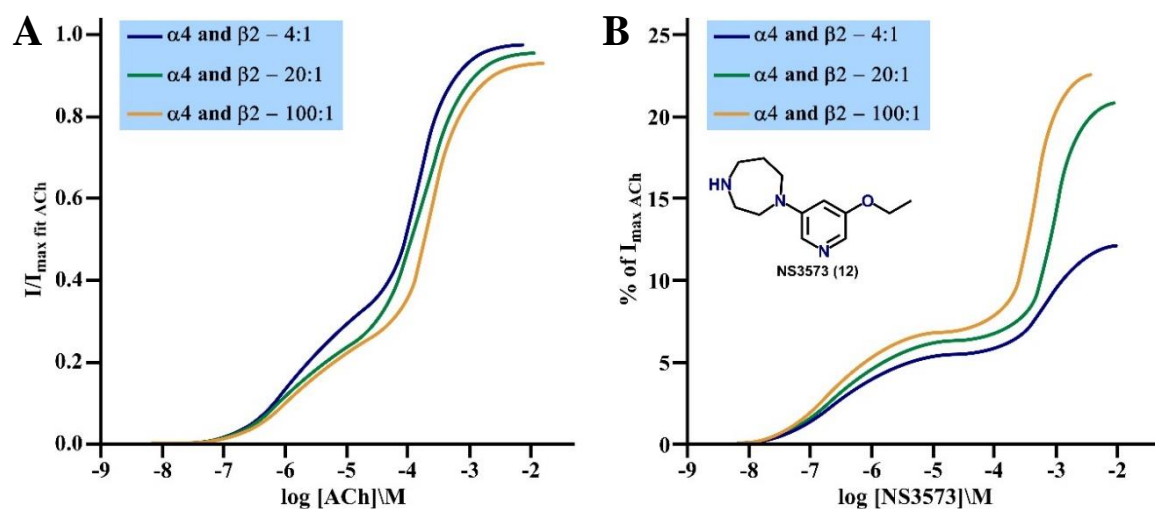 A
α4 and β2 – 4:1
α4 and β2 – 20:1
α4 and β2 – 100:1
1.0
0.8
0.6
0.4
0.2
0.0
I/Imax fit ACh
-9 -8 -7 -6 -5 -4 -3 -2
log [ACh]\M
B
α4 and β2 – 4:1
α4 and β2 – 20:1
α4 and β2 – 100:1
25
20
15
10
5
0
% of Imax ACh
HN
N
O
N
NS3573 (12)
-9 -8 -7 -6 -5 -4 -3 -2 -1
log [NS3573]\M